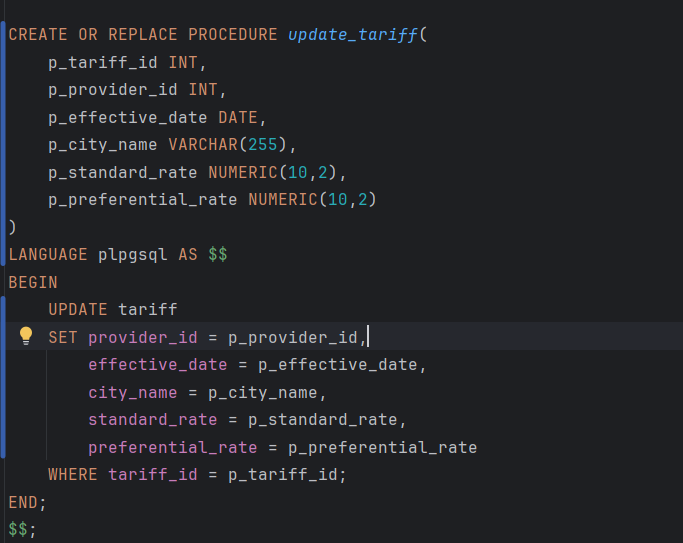 CREATE OR REPLACE PROCEDURE update_tariff(
    p_tariff_id INT,
    p_provider_id INT,
    p_effective_date DATE,
    p_city_name VARCHAR(255),
    p_standard_rate NUMERIC(10,2),
    p_preferential_rate NUMERIC(10,2)
)
LANGUAGE plpgsql AS $$
BEGIN
    UPDATE tariff
    SET provider_id = p_provider_id,
        effective_date = p_effective_date,
        city_name = p_city_name,
        standard_rate = p_standard_rate,
        preferential_rate = p_preferential_rate
    WHERE tariff_id = p_tariff_id;
END;
$$;